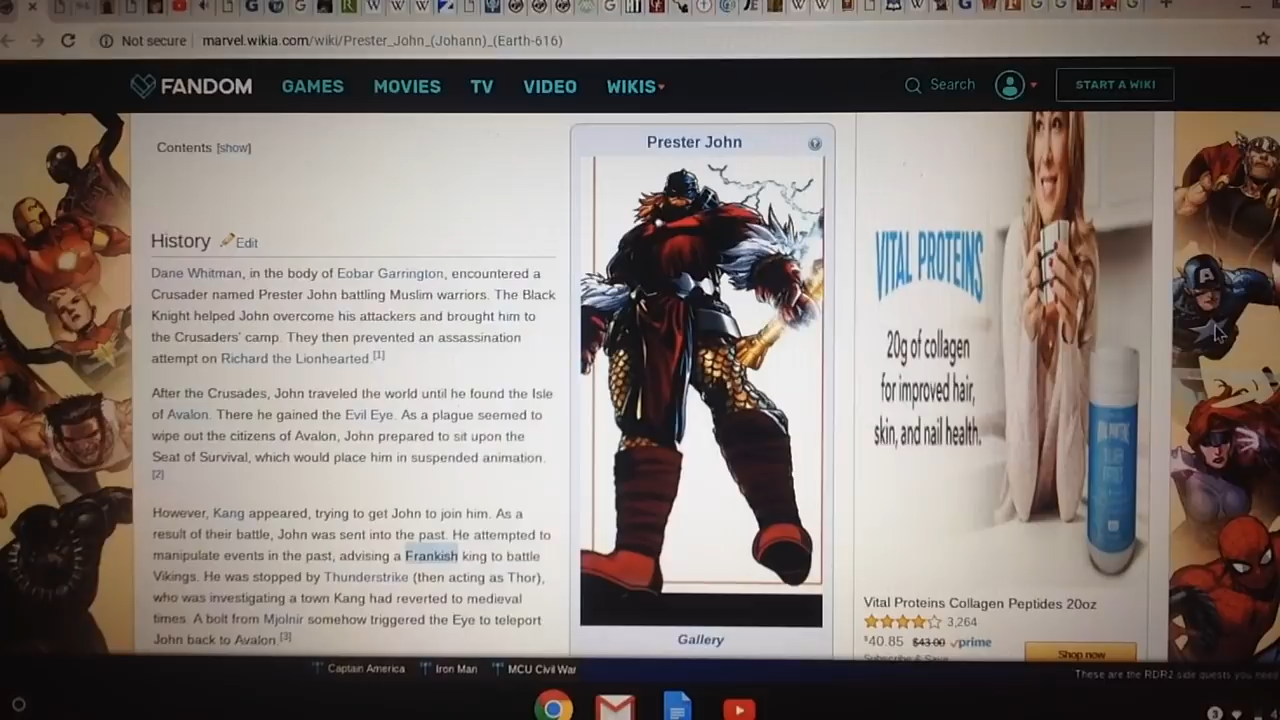 Not secure
marvel.wikia.com/wiki/Prester_John_(Johann)_(Earth-616)
FANDOM
GAMES
MOVIES
TV
VIDEO
WIKIS
Search
START A WIKI
Contents [show]
History
Edit
Dane Whitman, in the body of Eobar Garrington, encountered a
Crusader named Prester John battling Muslim warriors. The Black
Knight helped John overcome his attackers and brought him to
the Crusaders' camp. They then prevented an assassination
attempt on Richard the Lionhearted.[1]
After the Crusades, John traveled the world until he found the Isle
of Avalon. There he gained the Evil Eye. As a plague seemed to
wipe out the citizens of Avalon, John prepared to sit upon the
Seat of Survival, which would place him in suspended animation.
[2]
However, Kang appeared, trying to get John to join him. As a
result of their battle, John was sent into the past. He attempted to
manipulate events in the past, advising a Frankish king to battle
Vikings. He was stopped by Thunderstrike (then acting as Thor),
who was investigating a town Kang had reverted to medieval
times. A bolt from Mjolnir somehow triggered the Eye to teleport
John back to Avalon.[3]
Prester John
Gallery
VITAL PROTEINS
20g of collagen
for improved hair,
skin, and nail health.
Vital Proteins Collagen Peptides 20oz
3,264
$40.85 $43.00 prime
Subscribe & Save
Shop now
Captain America
Iron Man
MCU Civil War
These are the RDR2 side quests you need